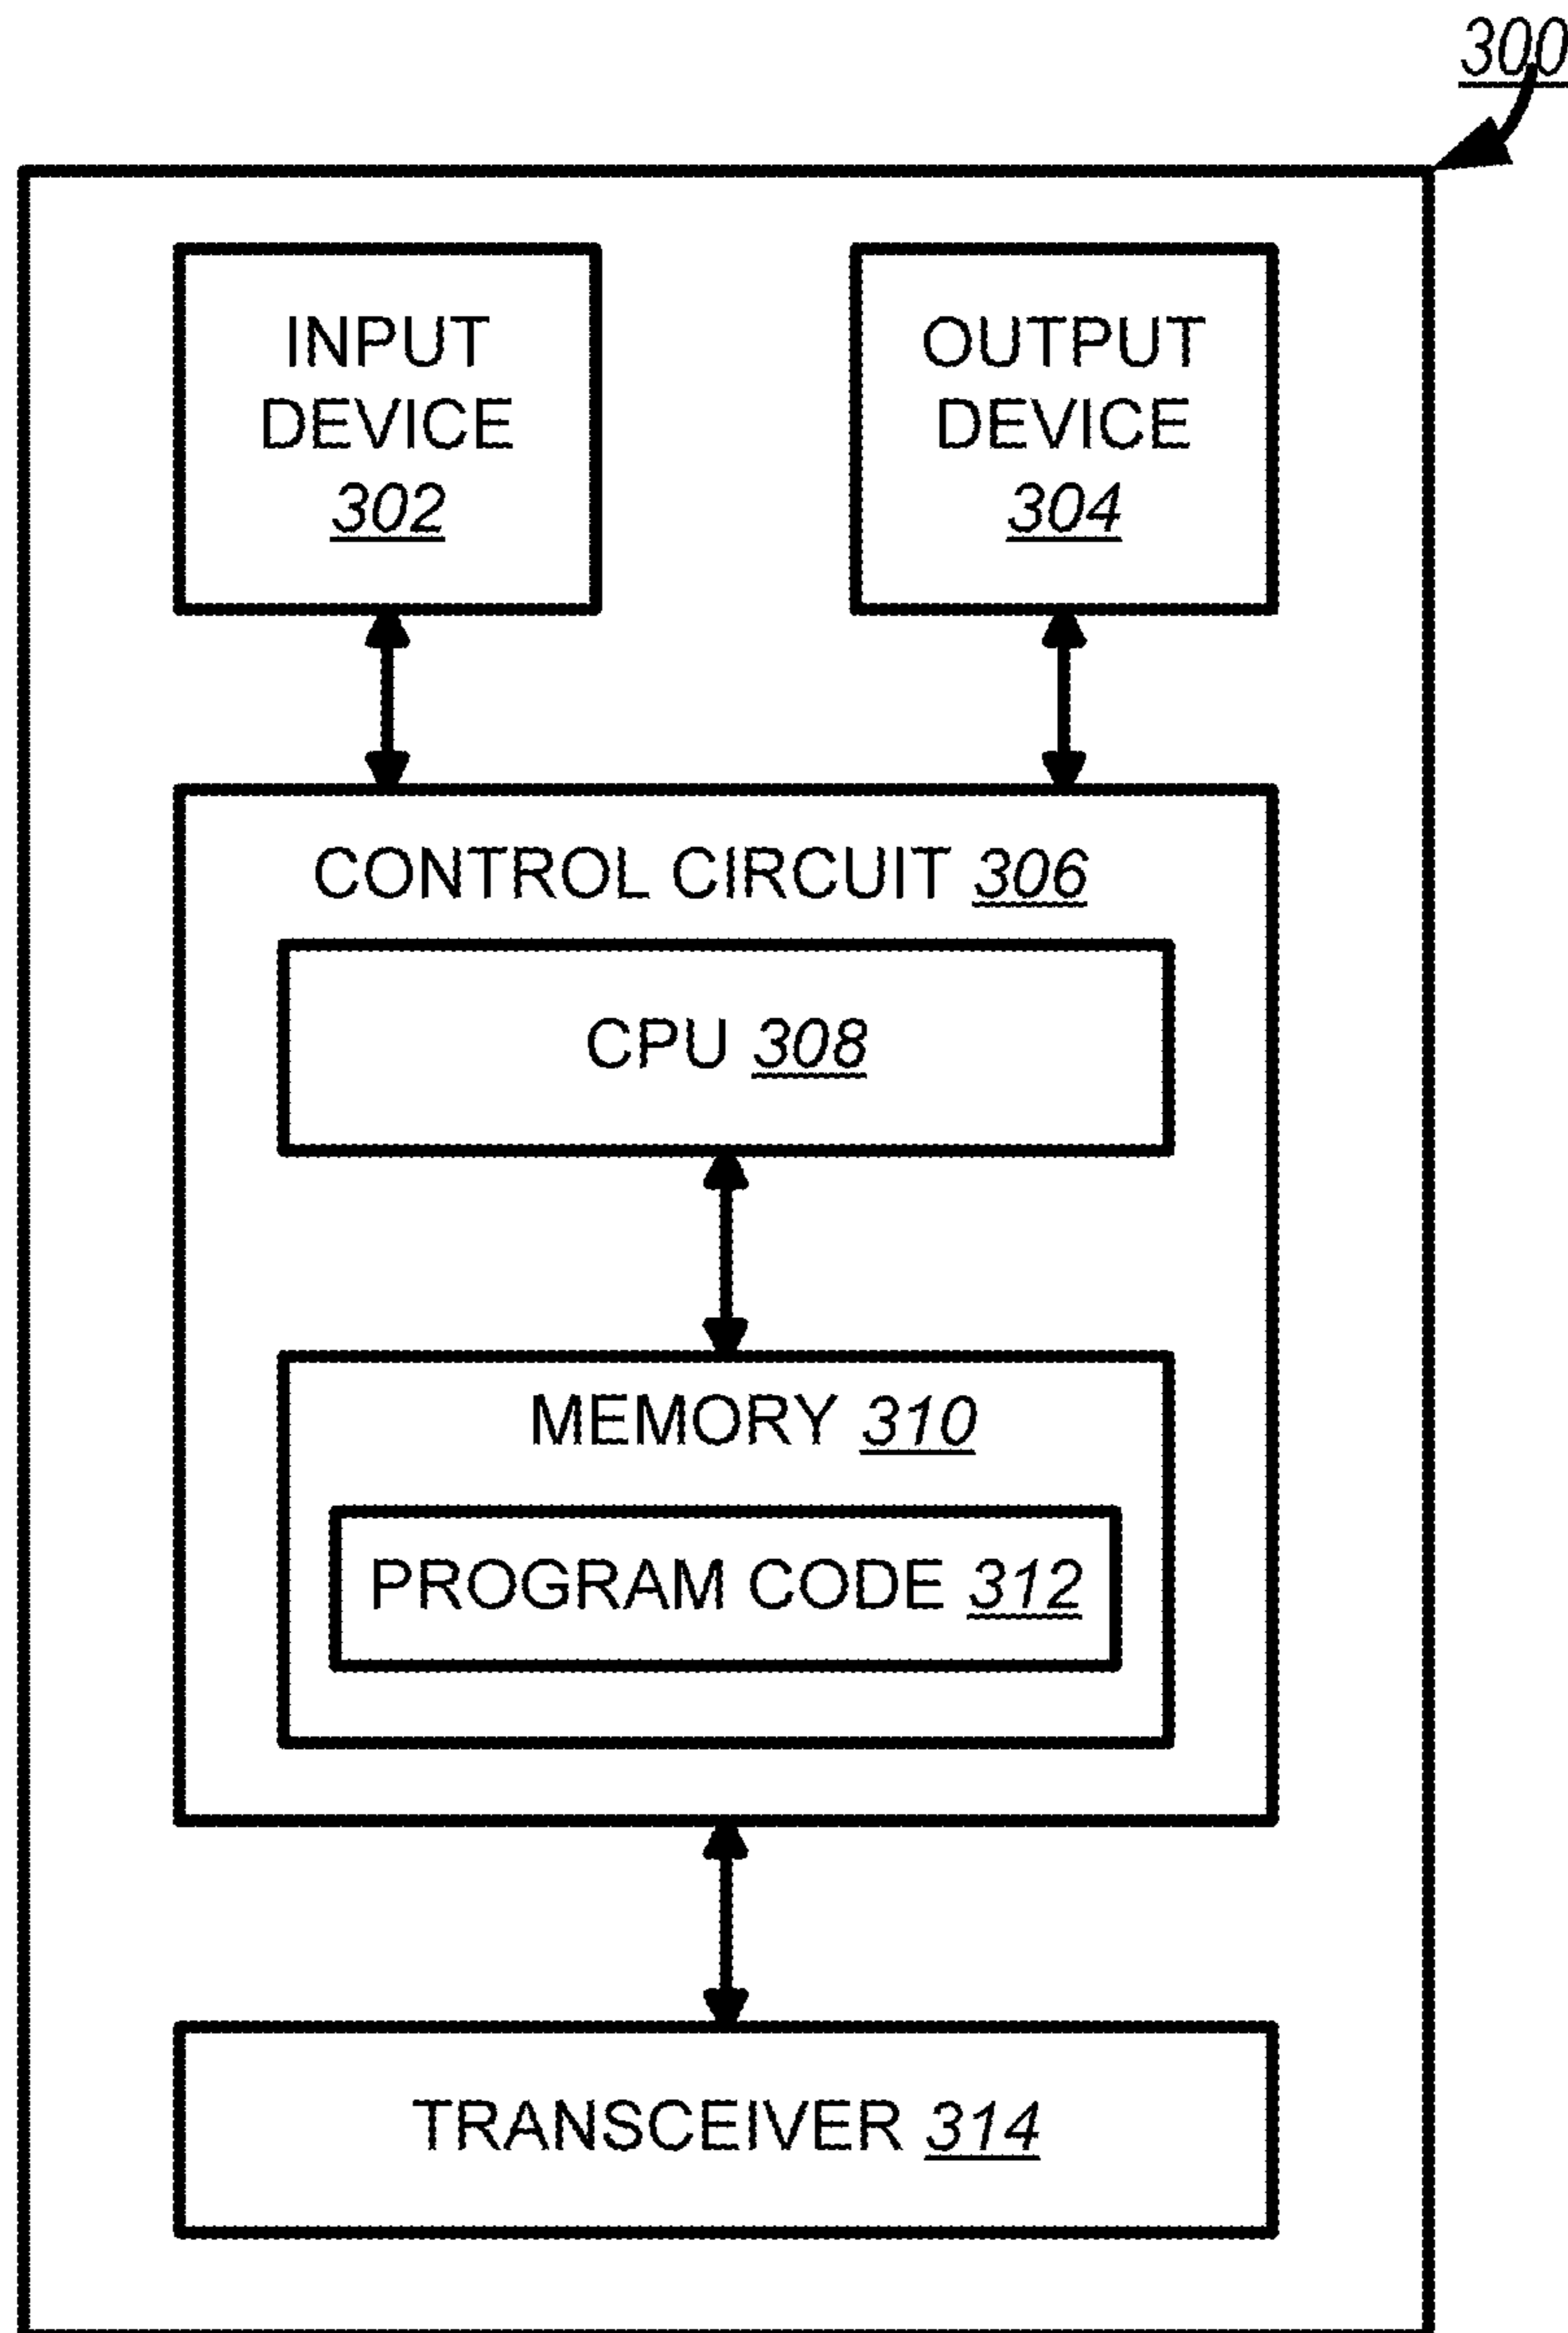 300
INPUT
DEVICE
302
OUTPUT
DEVICE
304
CONTROL CIRCUIT 306
CPU 308
MEMORY 310
PROGRAM CODE 312
TRANSCEIVER 314